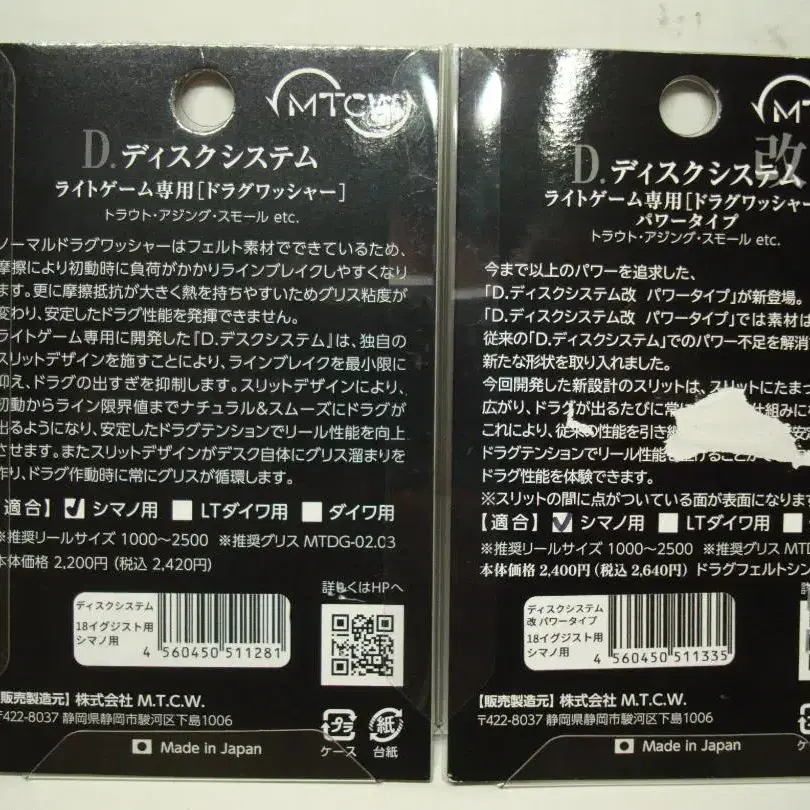 MTCW
D.ディスクシステム
ライトゲーム専用[ドラグワッシャー]
トラウト・アジング・スモール etc.
ノーマルドラグワッシャーはフェルト素材でできているため、
摩擦により初動時に負荷がかかりラインブレイクしやすくなり
ます。更に摩擦抵抗が大きく熱を持ちやすいためグリス粘度が
変わり、安定したドラグ性能を発揮できません。
ライトゲーム専用に開発した『D.デスクシステム』は、独自の
スリットデザインを施すことにより、ラインブレイクを最小限に
抑え、ドラグの出すぎを抑制します。スリットデザインにより、
初動からライン限界値までナチュラル&スムーズにドラグが
出るようになり、安定したドラグテンションでリール性能を向上
させます。またスリットデザインがデスク自体にグリス溜まりを
作り、ドラグ作動時に常にグリスが循環します。
適合】 シマノ用 LTダイワ用 ダイワ用
※推奨リールサイズ 1000〜2500 ※推奨グリス MTDG-02.03
本体価格 2,200円(税込 2,420円)
詳しくはHPへ
ディスクシステム
18イグジスト用
シマノ用
4 560450 511281
【販売製造元】株式会社 M.T.C.W.
〒422-8037 静岡県静岡市駿河区下島1006
プラ
ケース
紙
台紙
Made in Japan
M
D.ディスクシステム改
ライトゲーム専用[ドラグワッシャー
パワータイプ
トラウト・アジング・スモール etc.
今まで以上のパワーを追求した、
「D.ディスクシステム改 パワータイプ」が新登場。
「D.ディスクシステム改 パワータイプ」では素材は
従来の「D.ディスクシステム」でのパワー不足を解消
新たな形状を取り入れました。
今回開発した新設計のスリットは、スリットにたま
広がり、ドラグが出るたびに常に 仕組みに
これにより、従来の性能を引き継 安定
ドラグテンションでリール性能を
ドラグ性能を体験できます。
※スリットの間に点がついている面が表面になります
【適合】 シマノ用 LTダイワ用
※推奨リールサイズ 1000〜2500 ※推奨グリス MTD
本体価格 2,400円(税込 2,640円) ドラグフェルトシン
ディスクシステム
改 パワータイプ
18イグジスト用
シマノ用
4 560450 511335
【販売製造元】株式会社 M.T.C.W.
〒422-8037 静岡県静岡市駿河区下島1006
Made in Japan